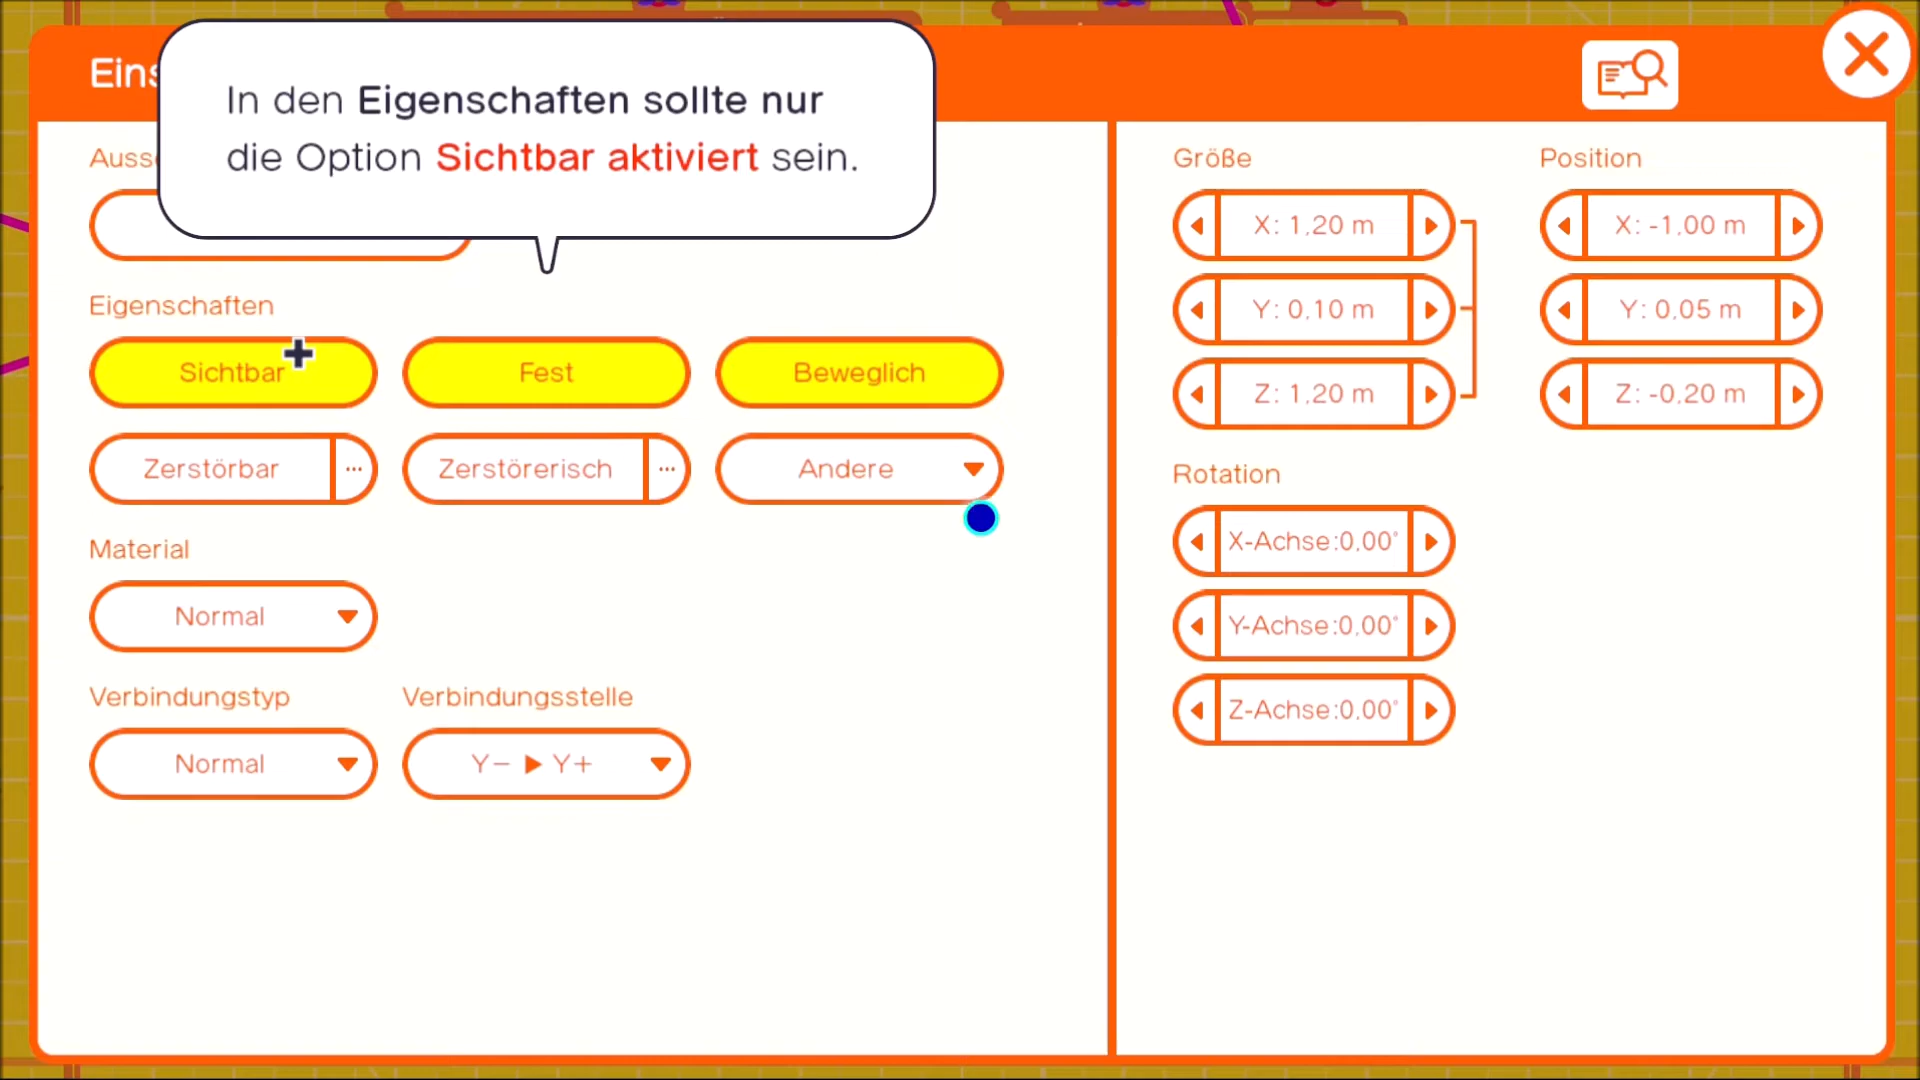 In den Eigenschaften sollte nur
die Option Sichtbar aktiviert sein.
Größe
Position
X: 1,20 m
X: -1,00 m
Eigenschaften
Y: 0,10 m
Y: 0,05 m
Sichtbar
Fest
Beweglich
Z: 1,20 m
Z: -0,20 m
Zerstörbar
...
Zerstörerisch
...
Andere
Rotation
Material
X-Achse:0,00°
Normal
Y-Achse:0,00°
Verbindungstyp
Verbindungsstelle
Z-Achse:0,00°
Normal
Y− ▶ Y+